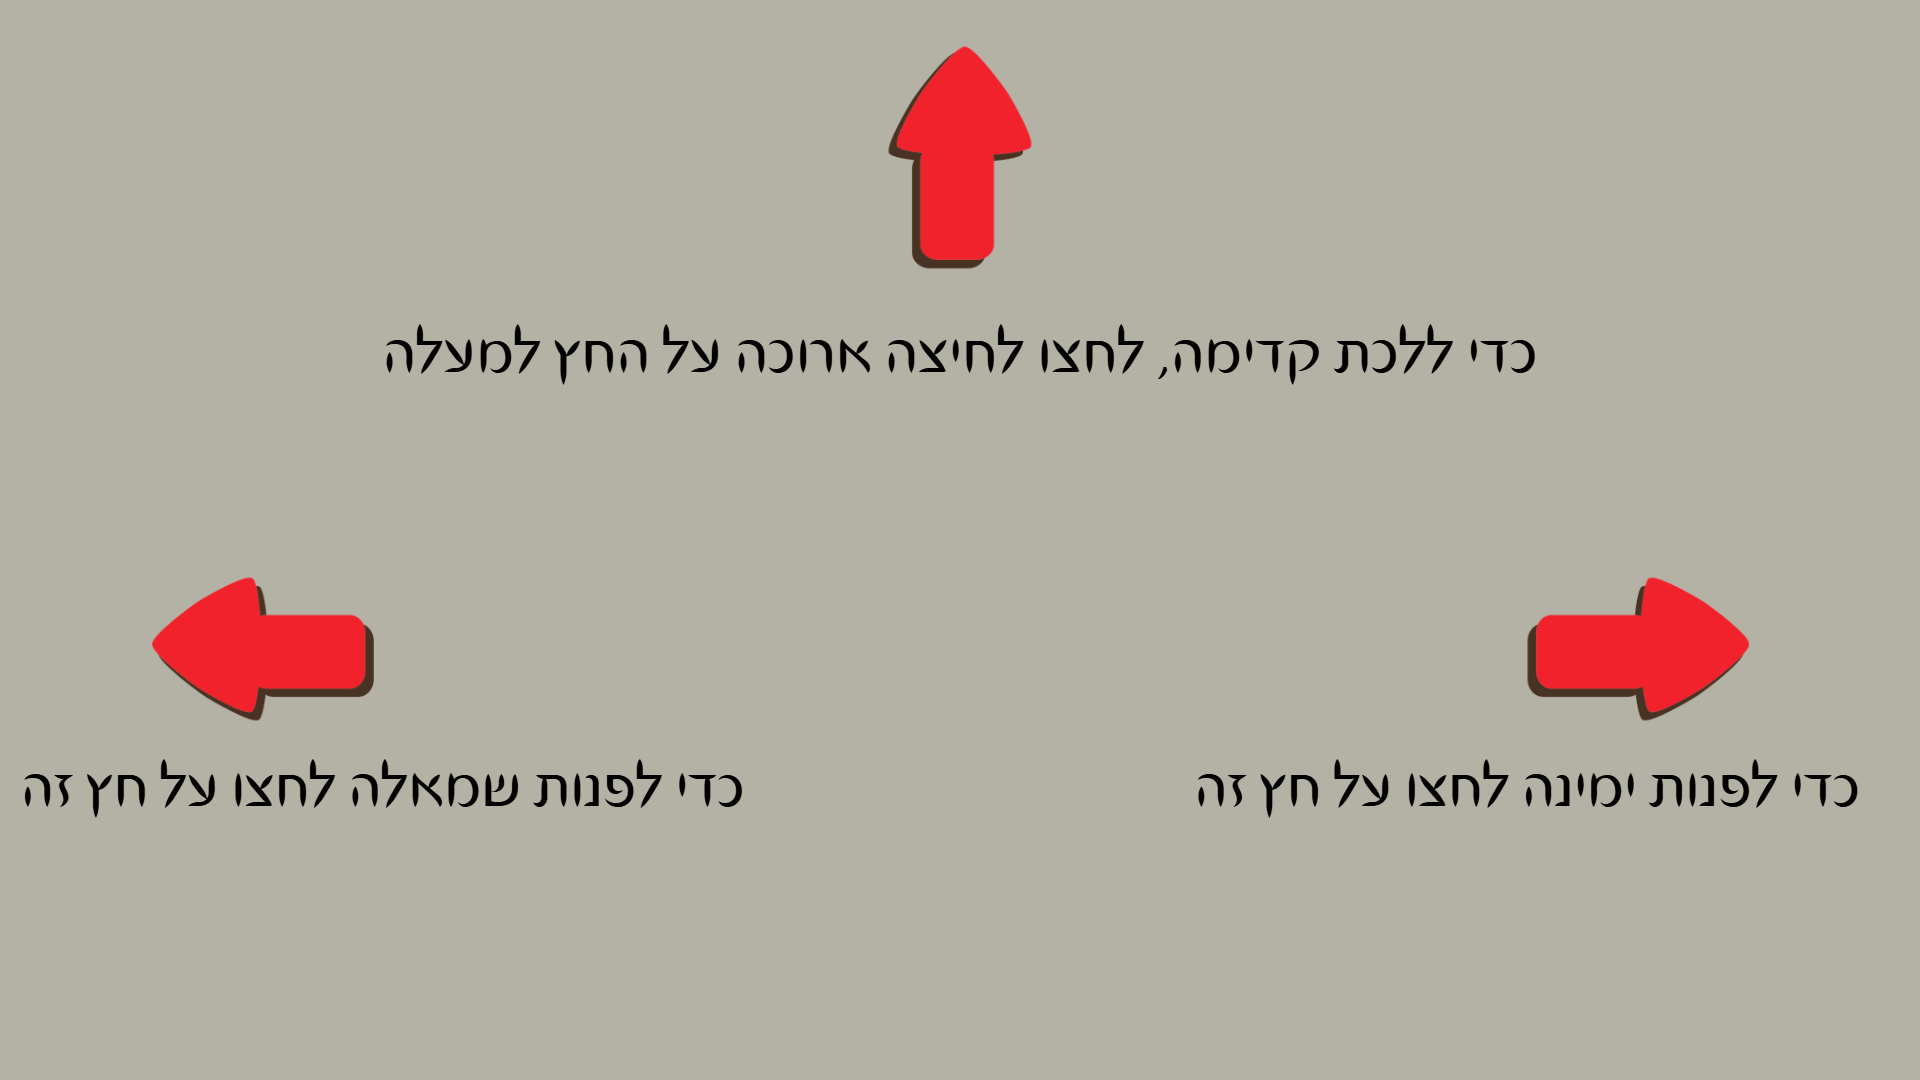 כדי ללכת קדימה, לחצו לחיצה ארוכה על החץ למעלה
כדי לפנות ימינה לחצו על חץ זה
כדי לפנות שמאלה לחצו על חץ זה